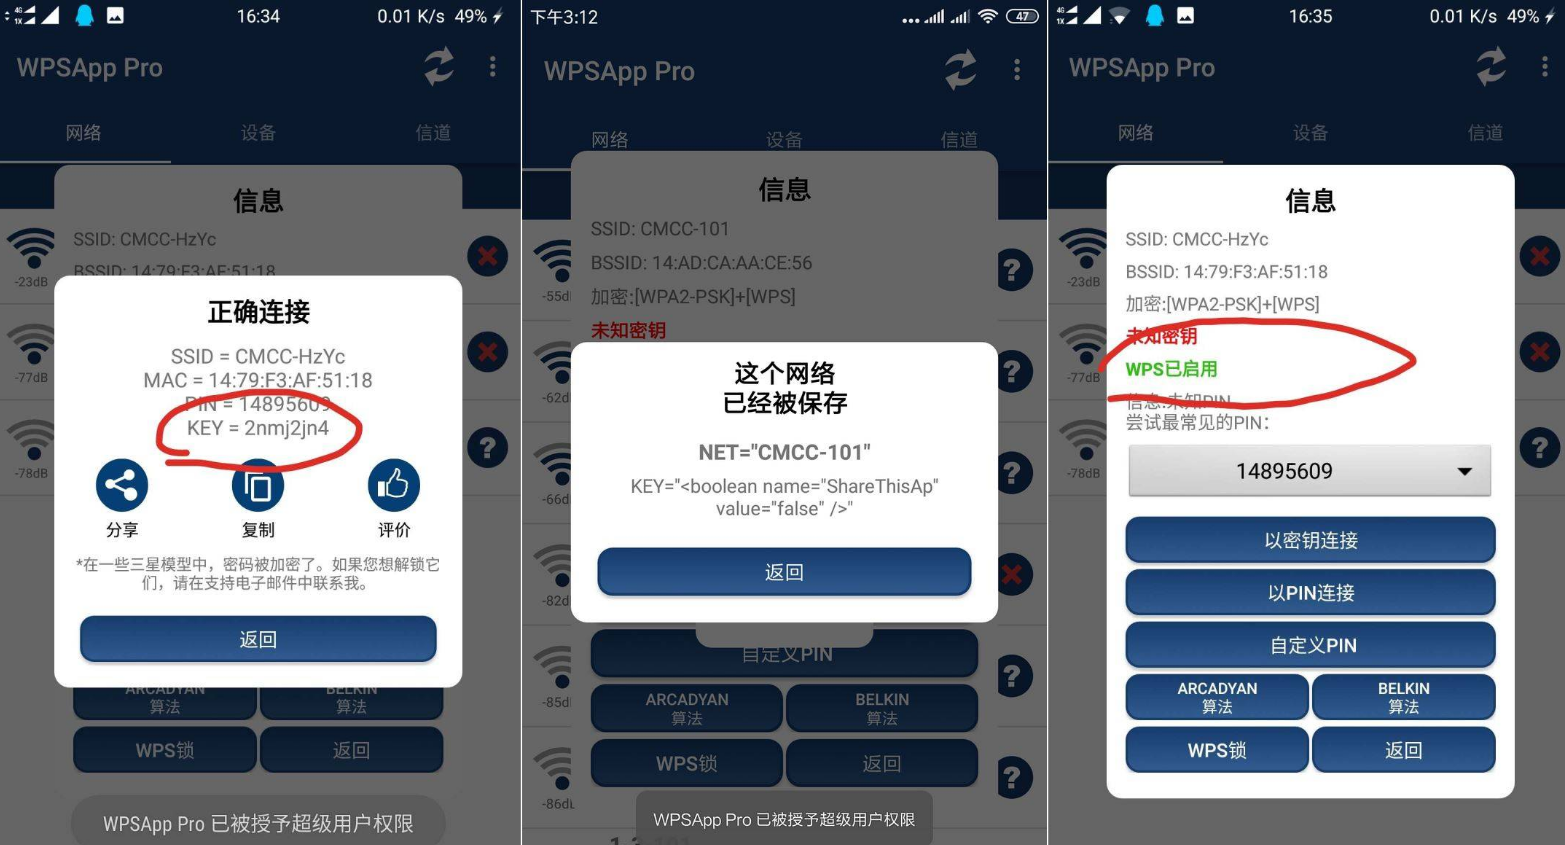 16:34
0.01 K/s 49%
WPSApp Pro
网络 设备 信道
信息
SSID: CMCC-HzYc
BSSID: 14:79:F3:AF:51:18
-23dB
正确连接
SSID = CMCC-HzYc
MAC = 14:79:F3:AF:51:18
-77dB
PIN = 14895609
KEY = 2nmj2jn4
-78dB
分享 复制 评价
*在一些三星模型中，密码被加密了。如果您想解锁它
们，请在支持电子邮件中联系我。
返回
ARCADYAN
算法
BELKIN
算法
WPS锁 返回
WPSApp Pro 已被授予超级用户权限
下午3:12
47
WPSApp Pro
网络 设备 信道
信息
SSID: CMCC-101
BSSID: 14:AD:CA:AA:CE:56
加密:[WPA2-PSK]+[WPS]
未知密钥
这个网络
已经被保存
NET="CMCC-101"
KEY="<boolean name="ShareThisAp"
value="false" />"
返回
自定义PIN
ARCADYAN
算法
BELKIN
算法
WPS锁 返回
WPSApp Pro 已被授予超级用户权限
16:35
0.01 K/s 49%
WPSApp Pro
网络 设备 信道
信息
SSID: CMCC-HzYc
BSSID: 14:79:F3:AF:51:18
-23dB
加密:[WPA2-PSK]+[WPS]
未知密钥
WPS已启用
-77dB
信息:未知PIN
尝试最常见的PIN：
14895609
-78dB
以密钥连接
以PIN连接
自定义PIN
ARCADYAN
算法
BELKIN
算法
WPS锁 返回